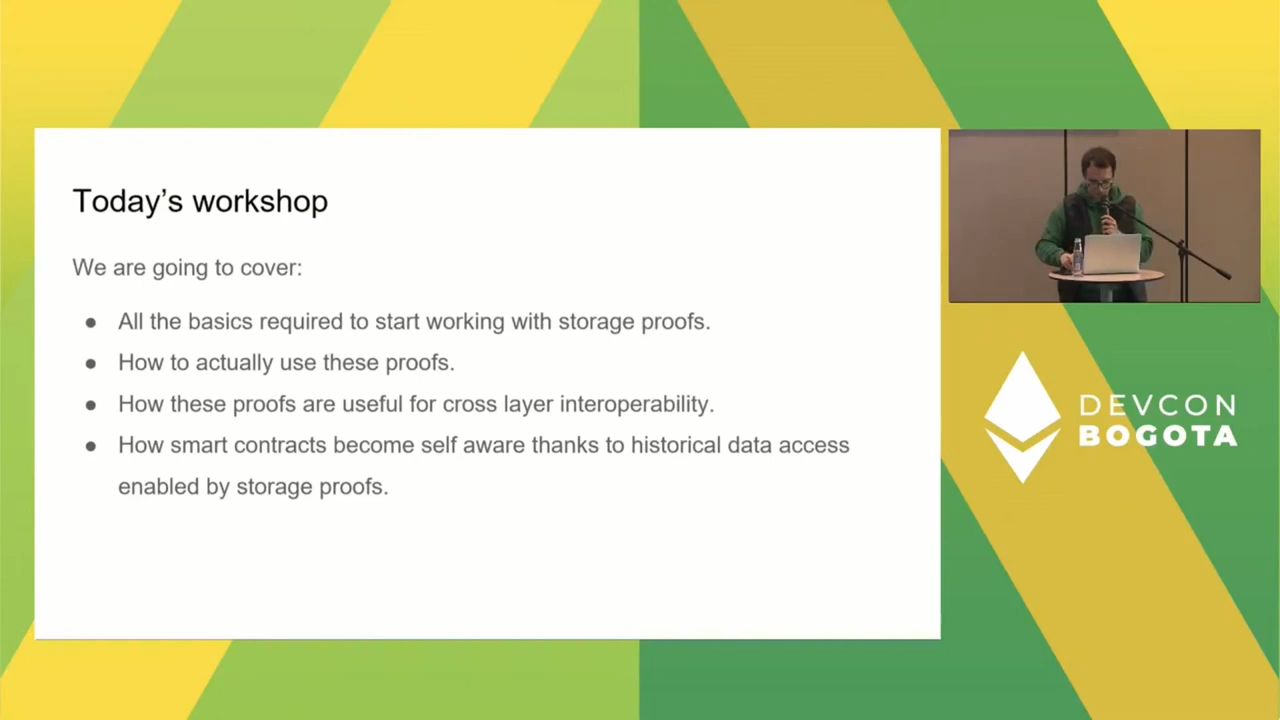 Today’s workshop
We are going to cover:
● All the basics required to start working with storage proofs.
● How to actually use these proofs.
● How these proofs are useful for cross layer interoperability.
● How smart contracts become self aware thanks to historical data access
enabled by storage proofs.
DEVCON
BOGOTA